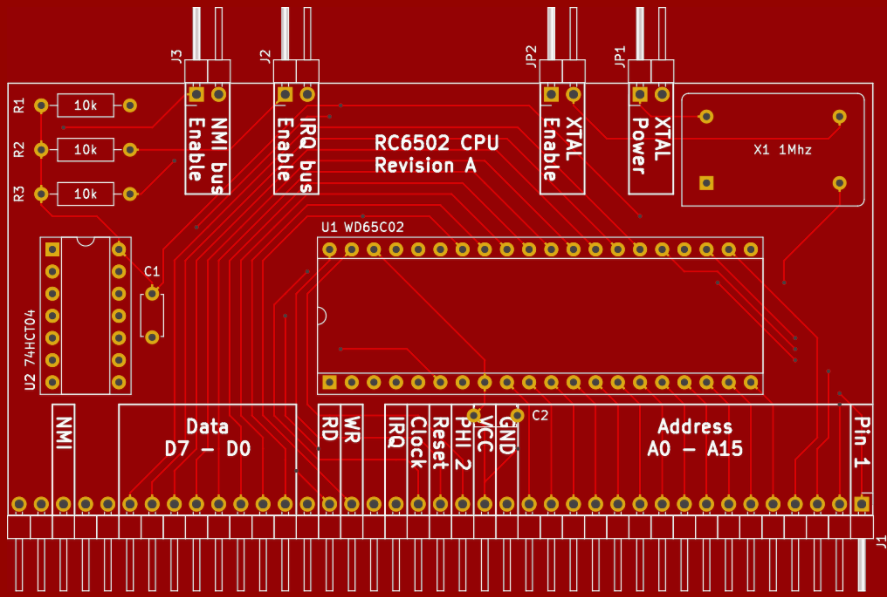 J3
J2
JP2
JP1
R1
10k
R2
10k
R3
10k
NMI bus
Enable
IRQ bus
Enable
RC6502 CPU
Revision A
XTAL
Enable
XTAL
Power
X1 1Mhz
U1 WD65C02
C1
U2 74HCT04
NMI
Data
D7 - D0
RD
WR
IRQ
Clock
Reset
PHI 2
VCC
GND
C2
Address
A0 - A15
Pin 1
J1